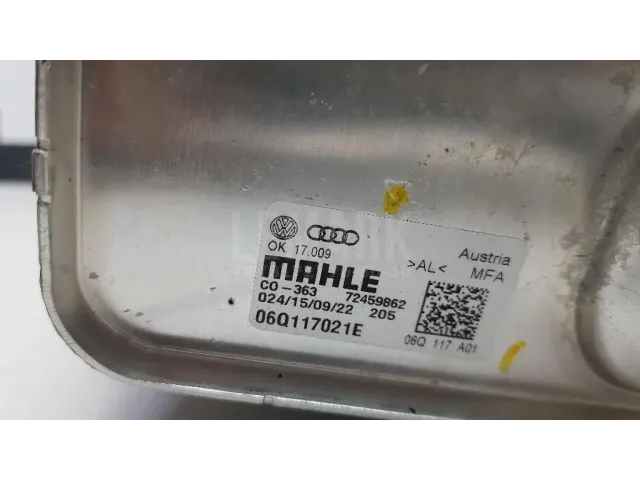 OK 17.009
MAHLE
CO-363 72459862
024/15/09/22 205
06Q117021E
Austria
>AL< MFA
06Q 117 A01